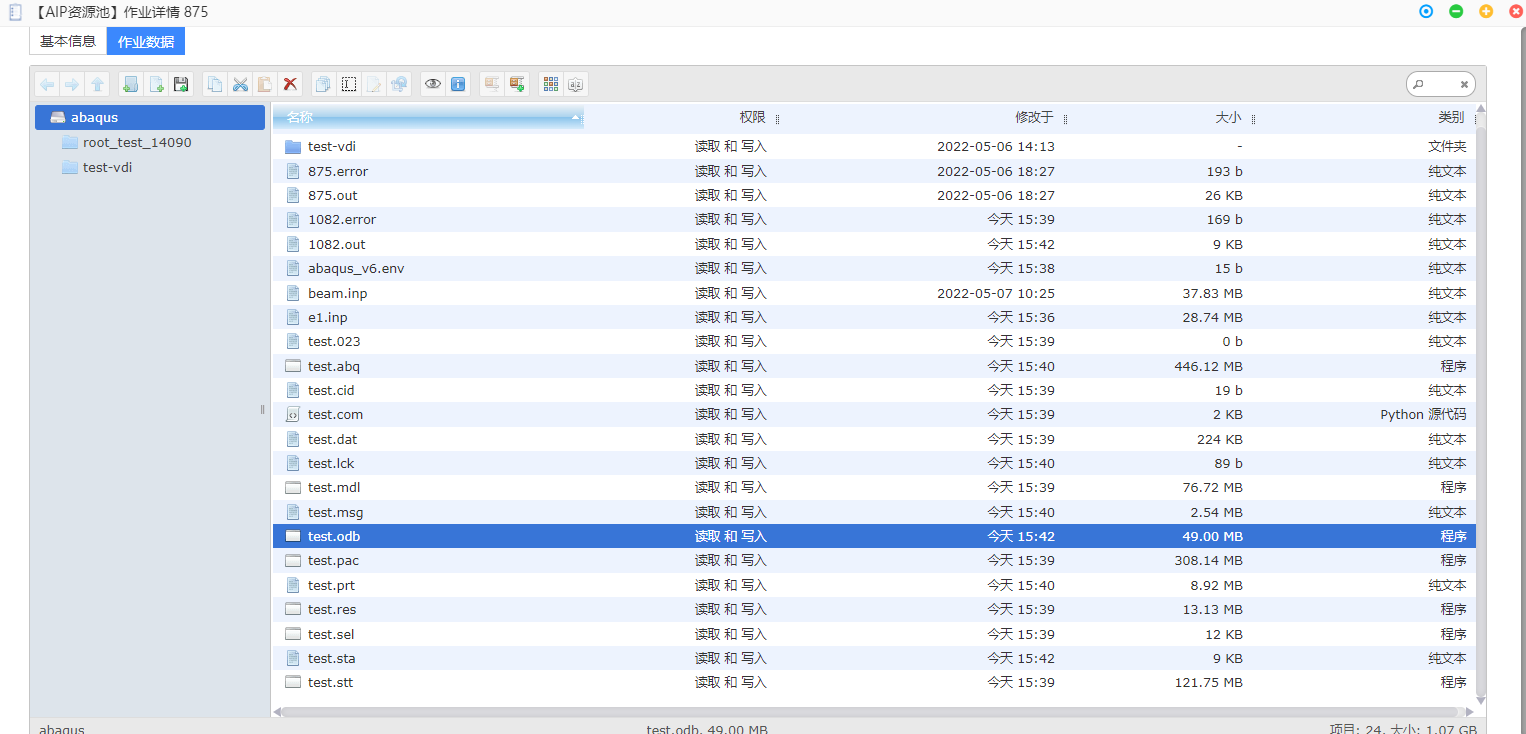 【AIP资源池】作业详情 875
基本信息 作业数据
abaqus
root_test_14090
test-vdi
名称 权限 修改于 大小 类别
test-vdi 读取 和 写入 2022-05-06 14:13 - 文件夹
875.error 读取 和 写入 2022-05-06 18:27 193 b 纯文本
875.out 读取 和 写入 2022-05-06 18:27 26 KB 纯文本
1082.error 读取 和 写入 今天 15:39 169 b 纯文本
1082.out 读取 和 写入 今天 15:42 9 KB 纯文本
abaqus_v6.env 读取 和 写入 今天 15:38 15 b 纯文本
beam.inp 读取 和 写入 2022-05-07 10:25 37.83 MB 纯文本
e1.inp 读取 和 写入 今天 15:36 28.74 MB 纯文本
test.023 读取 和 写入 今天 15:39 0 b 纯文本
test.abq 读取 和 写入 今天 15:40 446.12 MB 程序
test.cid 读取 和 写入 今天 15:39 19 b 纯文本
test.com 读取 和 写入 今天 15:39 2 KB Python 源代码
test.dat 读取 和 写入 今天 15:39 224 KB 纯文本
test.lck 读取 和 写入 今天 15:40 89 b 纯文本
test.mdl 读取 和 写入 今天 15:39 76.72 MB 程序
test.msg 读取 和 写入 今天 15:40 2.54 MB 纯文本
test.odb 读取 和 写入 今天 15:42 49.00 MB 程序
test.pac 读取 和 写入 今天 15:39 308.14 MB 程序
test.prt 读取 和 写入 今天 15:40 8.92 MB 纯文本
test.res 读取 和 写入 今天 15:39 13.13 MB 程序
test.sel 读取 和 写入 今天 15:39 12 KB 程序
test.sta 读取 和 写入 今天 15:42 9 KB 纯文本
test.stt 读取 和 写入 今天 15:39 121.75 MB 程序
abaqus test.odb, 49.00 MB 项目: 24, 大小: 1.07 GB